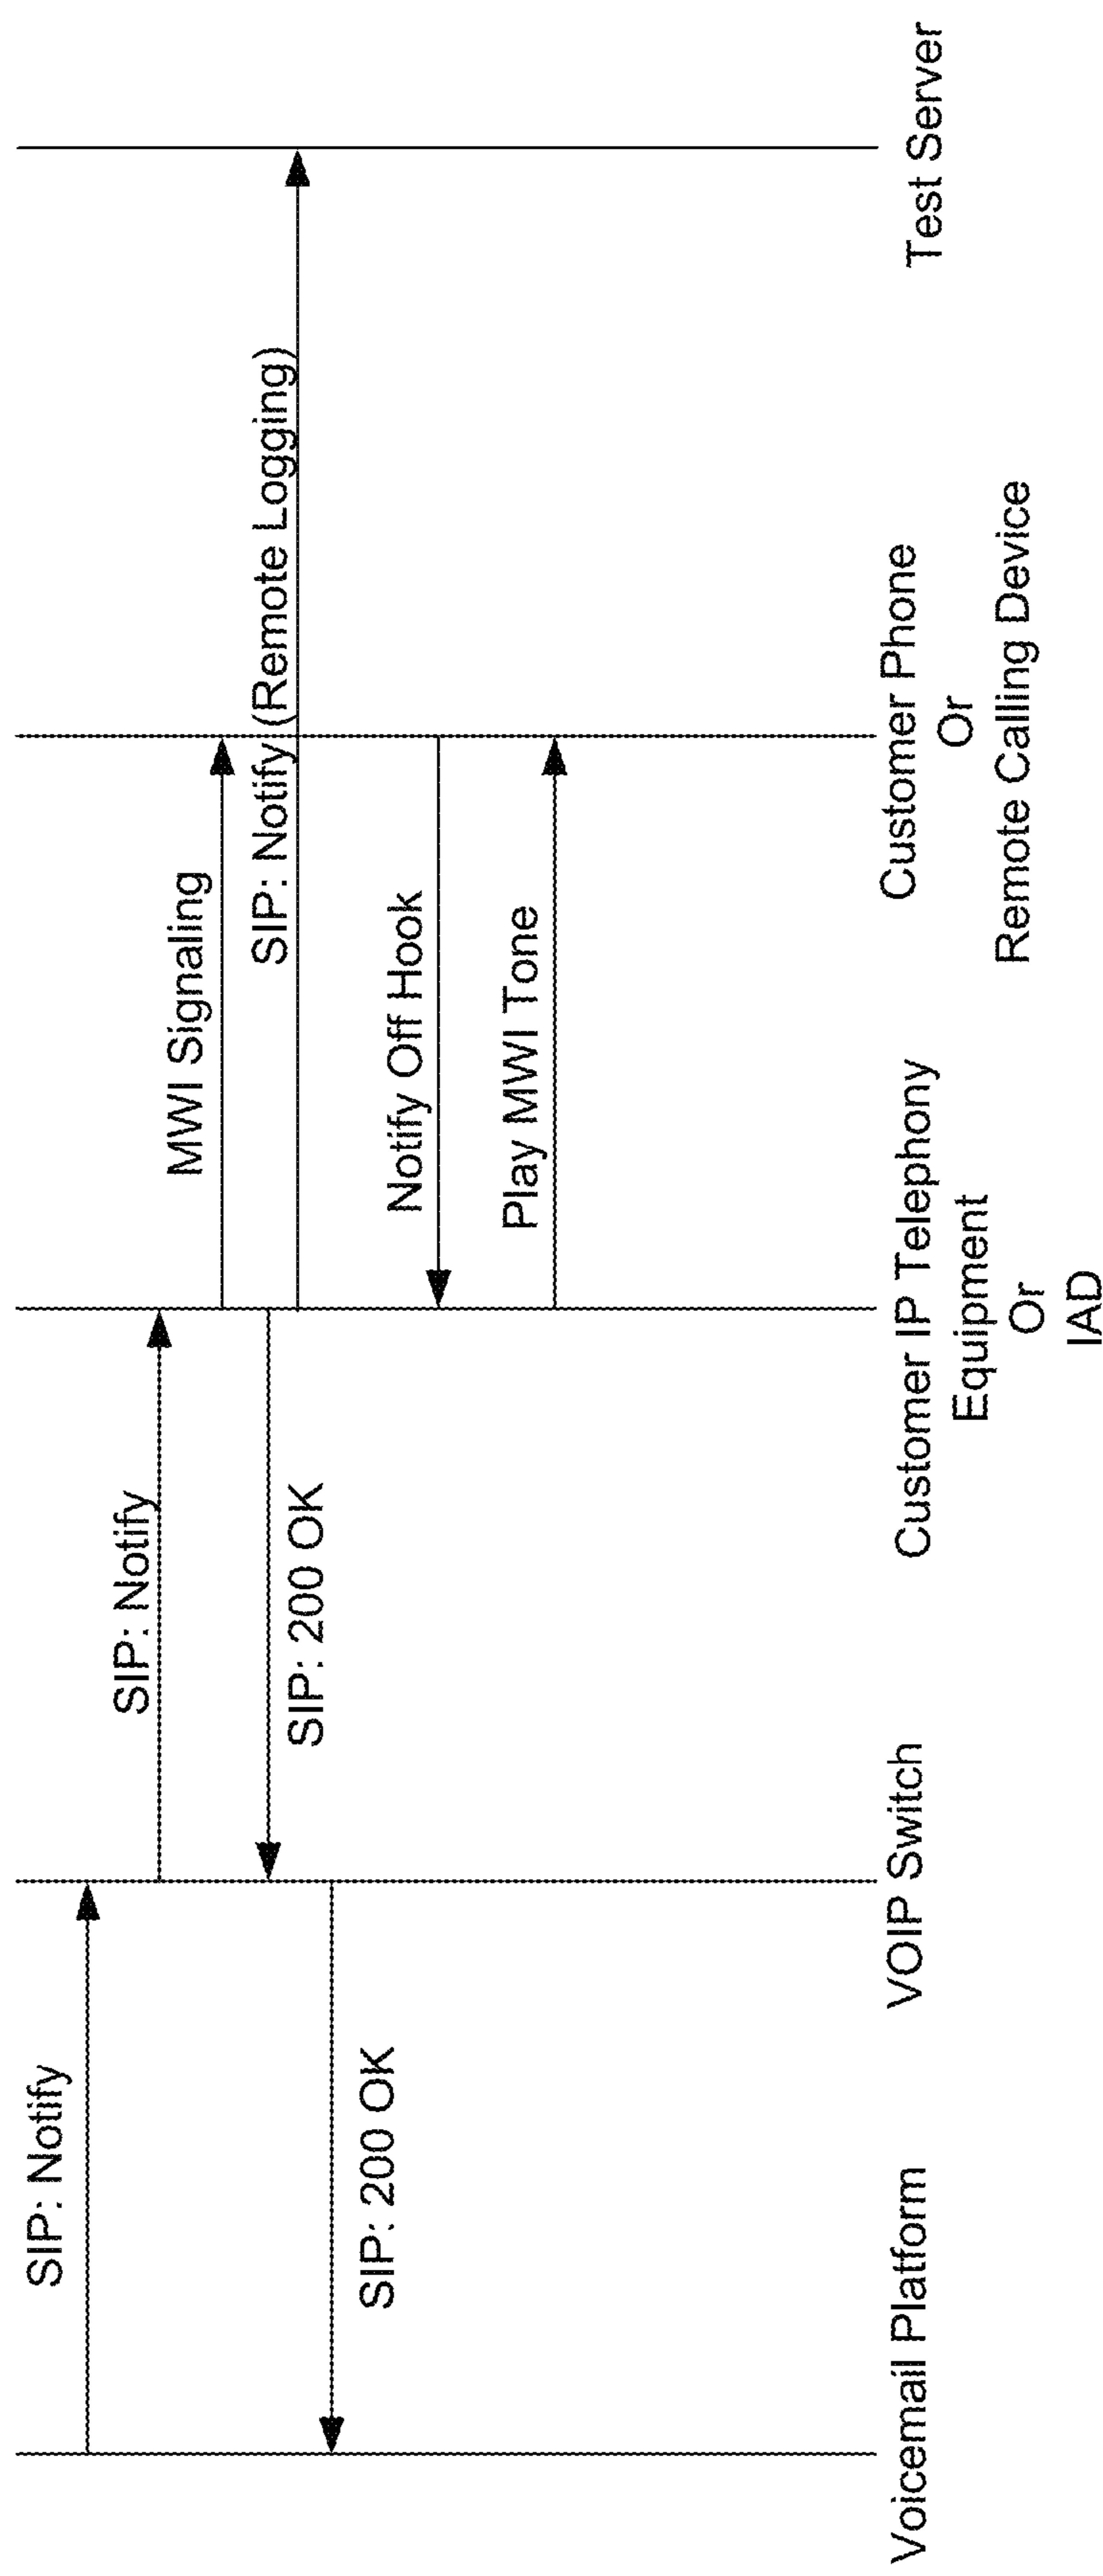 SIP: Notify
SIP: Notify
MWI Signaling
SIP: Notify (Remote Logging)
SIP: 200 OK
SIP: 200 OK
Notify Off Hook
Play MWI Tone
Voicemail Platform
VOIP Switch
Customer IP Telephony
Equipment
Or
IAD
Customer Phone
Or
Remote Calling Device
Test Server